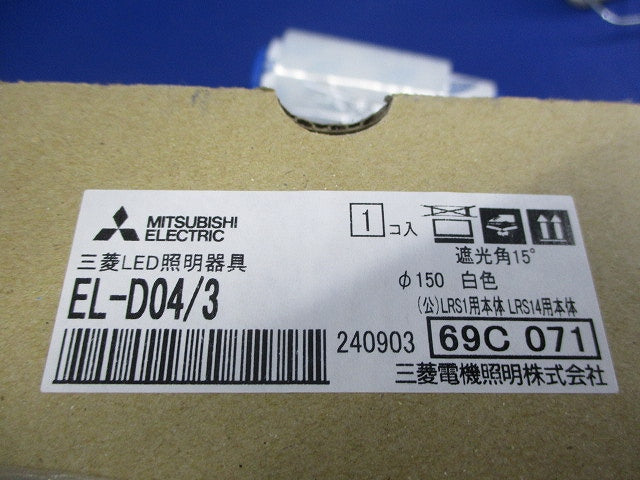 MITSUBISHI
ELECTRIC
1 コ入
三菱LED照明器具
遮光角15°
EL-D04/3
φ150 白色
(公)LRS1用本体 LRS14用本体
240903
69C 071
三菱電機照明株式会社